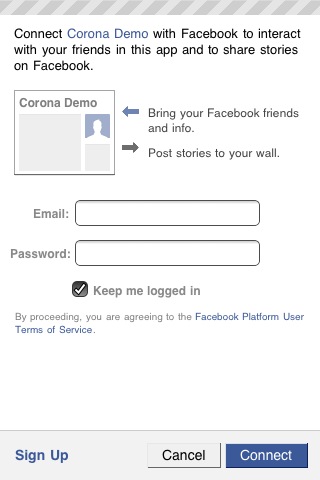 Connect Corona Demo with Facebook to interact
with your friends in this app and to share stories
on Facebook.
Corona Demo
Bring your Facebook friends
and info.
Post stories to your wall.
Email:
Password:
Keep me logged in
By proceeding, you are agreeing to the Facebook Platform User
Terms of Service.
Sign Up
Cancel
Connect